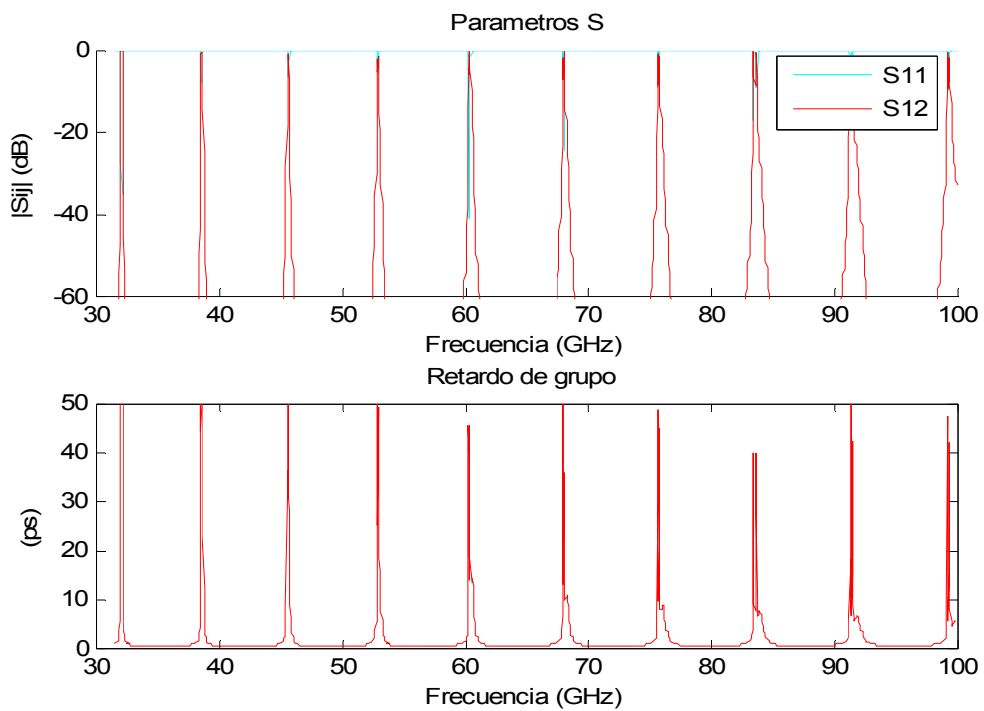 Parametros S
0
-20
-40
-60
|Sij| (dB)
S11
S12
30 40 50 60 70 80 90 100
Frecuencia (GHz)
Retardo de grupo
50
40
30
20
10
0
(ps)
30 40 50 60 70 80 90 100
Frecuencia (GHz)